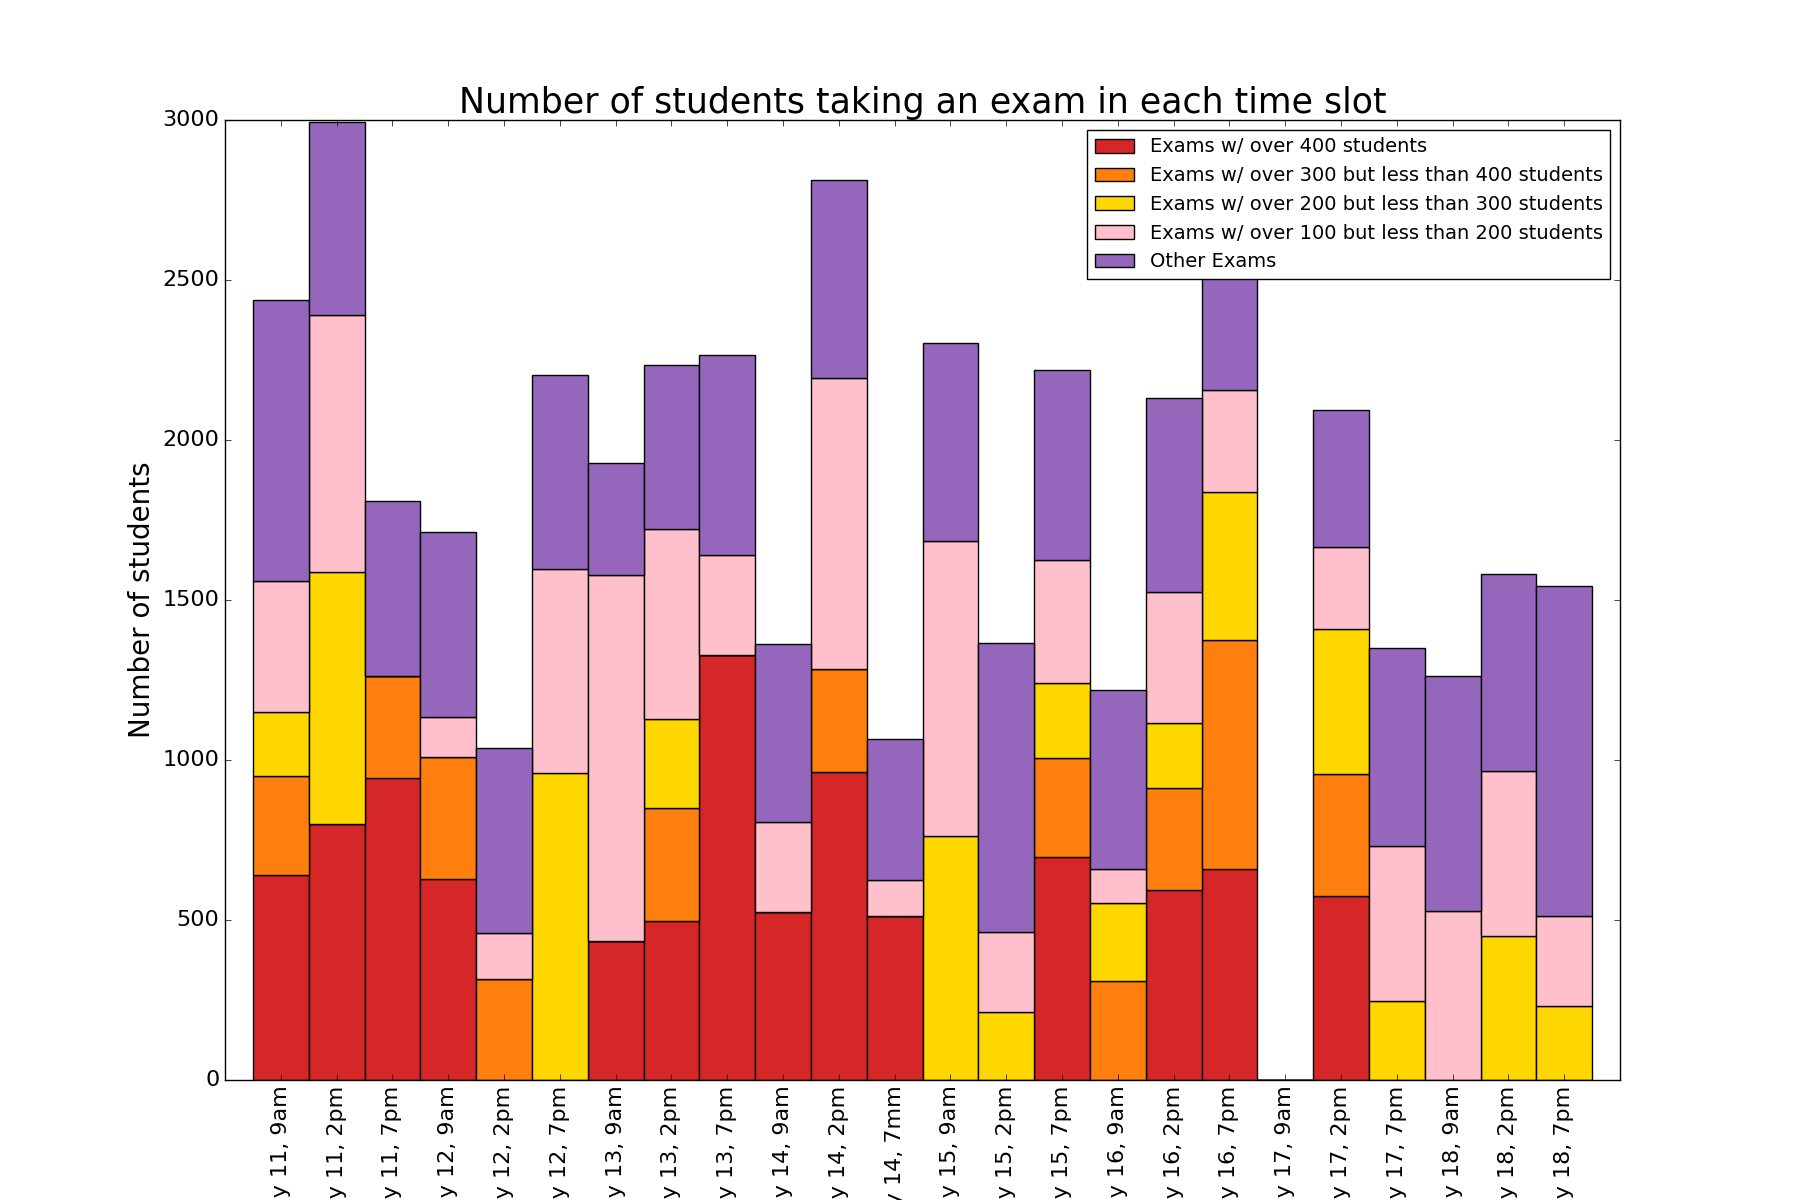 Number of students taking an exam in each time slot
Exams w/ over 400 students
Exams w/ over 300 but less than 400 students
Exams w/ over 200 but less than 300 students
Exams w/ over 100 but less than 200 students
Other Exams
Number of students
3000
2500
2000
1500
1000
500
0
y 11, 9am
y 11, 2pm
y 11, 7pm
y 12, 9am
y 12, 2pm
y 12, 7pm
y 13, 9am
y 13, 2pm
y 13, 7pm
y 14, 9am
y 14, 2pm
y 14, 7mm
y 15, 9am
y 15, 2pm
y 15, 7pm
y 16, 9am
y 16, 2pm
y 16, 7pm
y 17, 9am
y 17, 2pm
y 17, 7pm
y 18, 9am
y 18, 2pm
y 18, 7pm